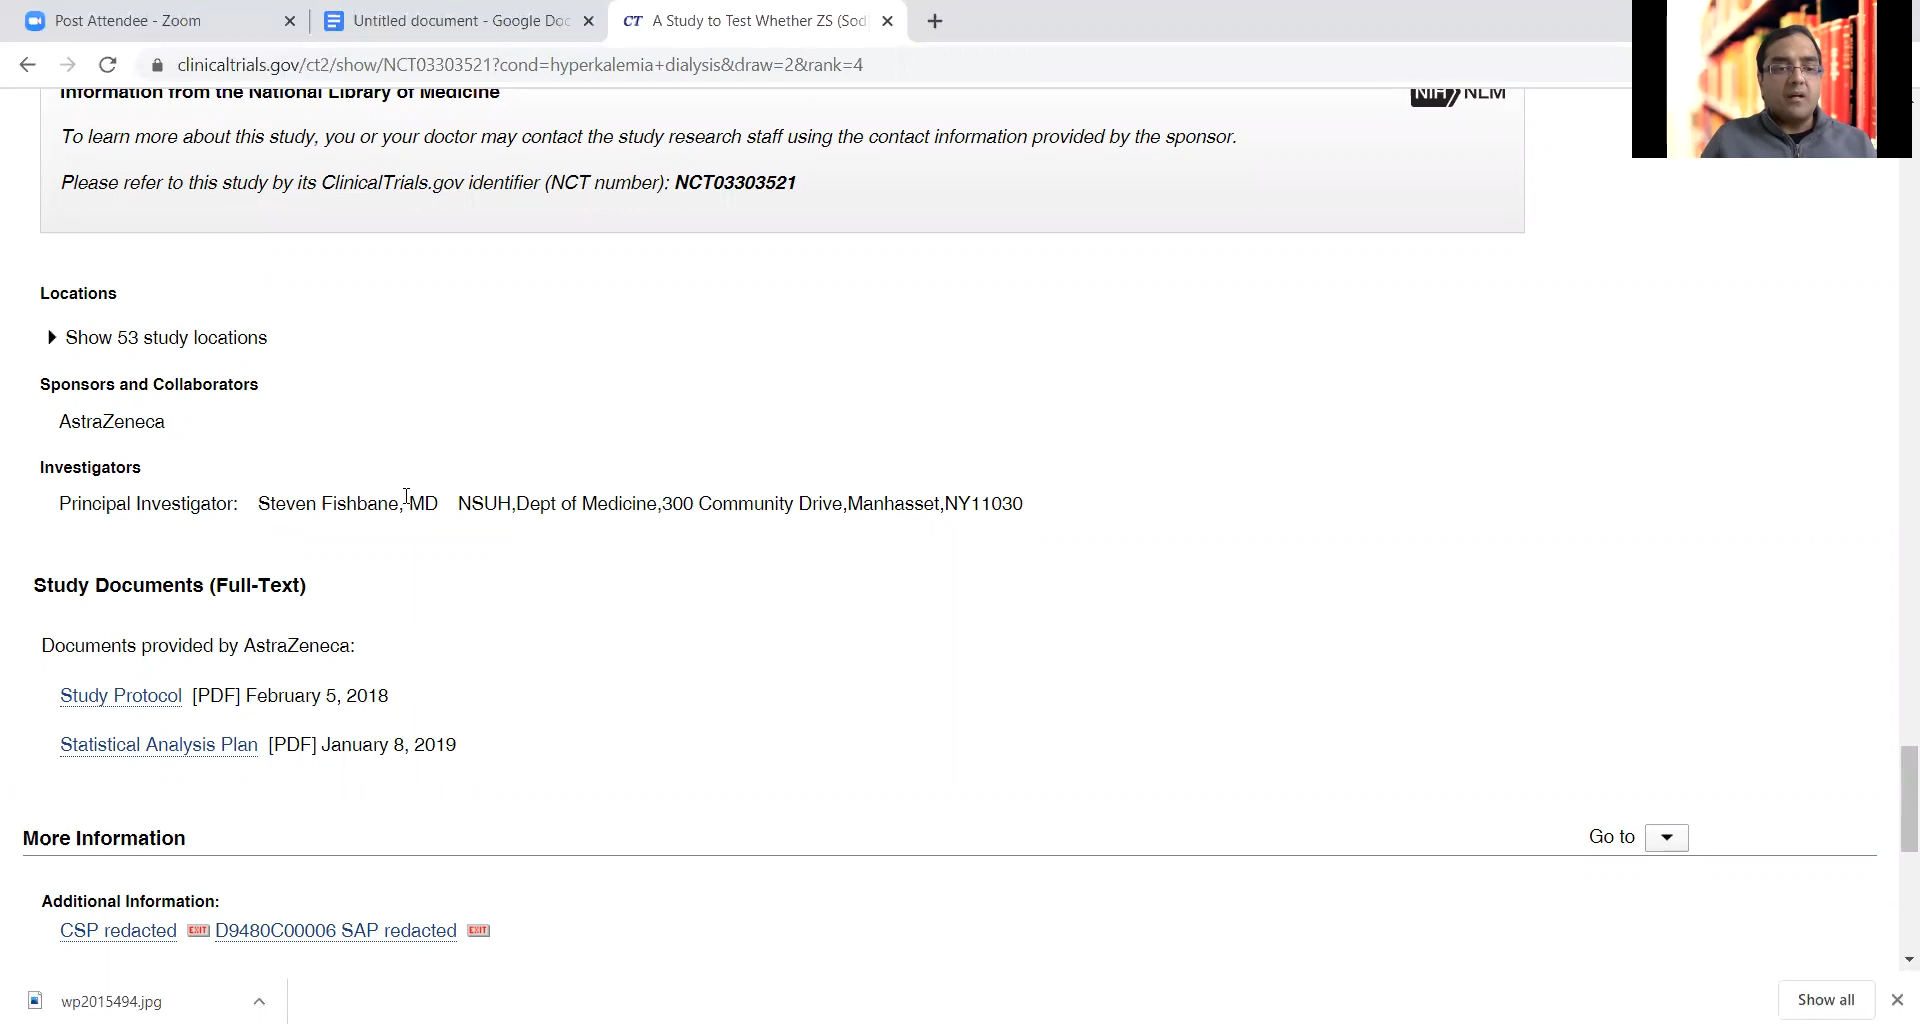 Post Attendee - Zoom
Untitled document - Google Doc
CT A Study to Test Whether ZS (Sod
clinicaltrials.gov/ct2/show/NCT03303521?cond=hyperkalemia+dialysis&draw=2&rank=4
Information from the National Library of Medicine
NIH NLM
To learn more about this study, you or your doctor may contact the study research staff using the contact information provided by the sponsor.
Please refer to this study by its ClinicalTrials.gov identifier (NCT number): NCT03303521
Locations
Show 53 study locations
Sponsors and Collaborators
AstraZeneca
Investigators
Principal Investigator: Steven Fishbane, MD NSUH,Dept of Medicine,300 Community Drive,Manhasset,NY11030
Study Documents (Full-Text)
Documents provided by AstraZeneca:
Study Protocol [PDF] February 5, 2018
Statistical Analysis Plan [PDF] January 8, 2019
More Information
Go to
Additional Information:
CSP redacted EXIT D9480C00006 SAP redacted EXIT
wp2015494.jpg
Show all